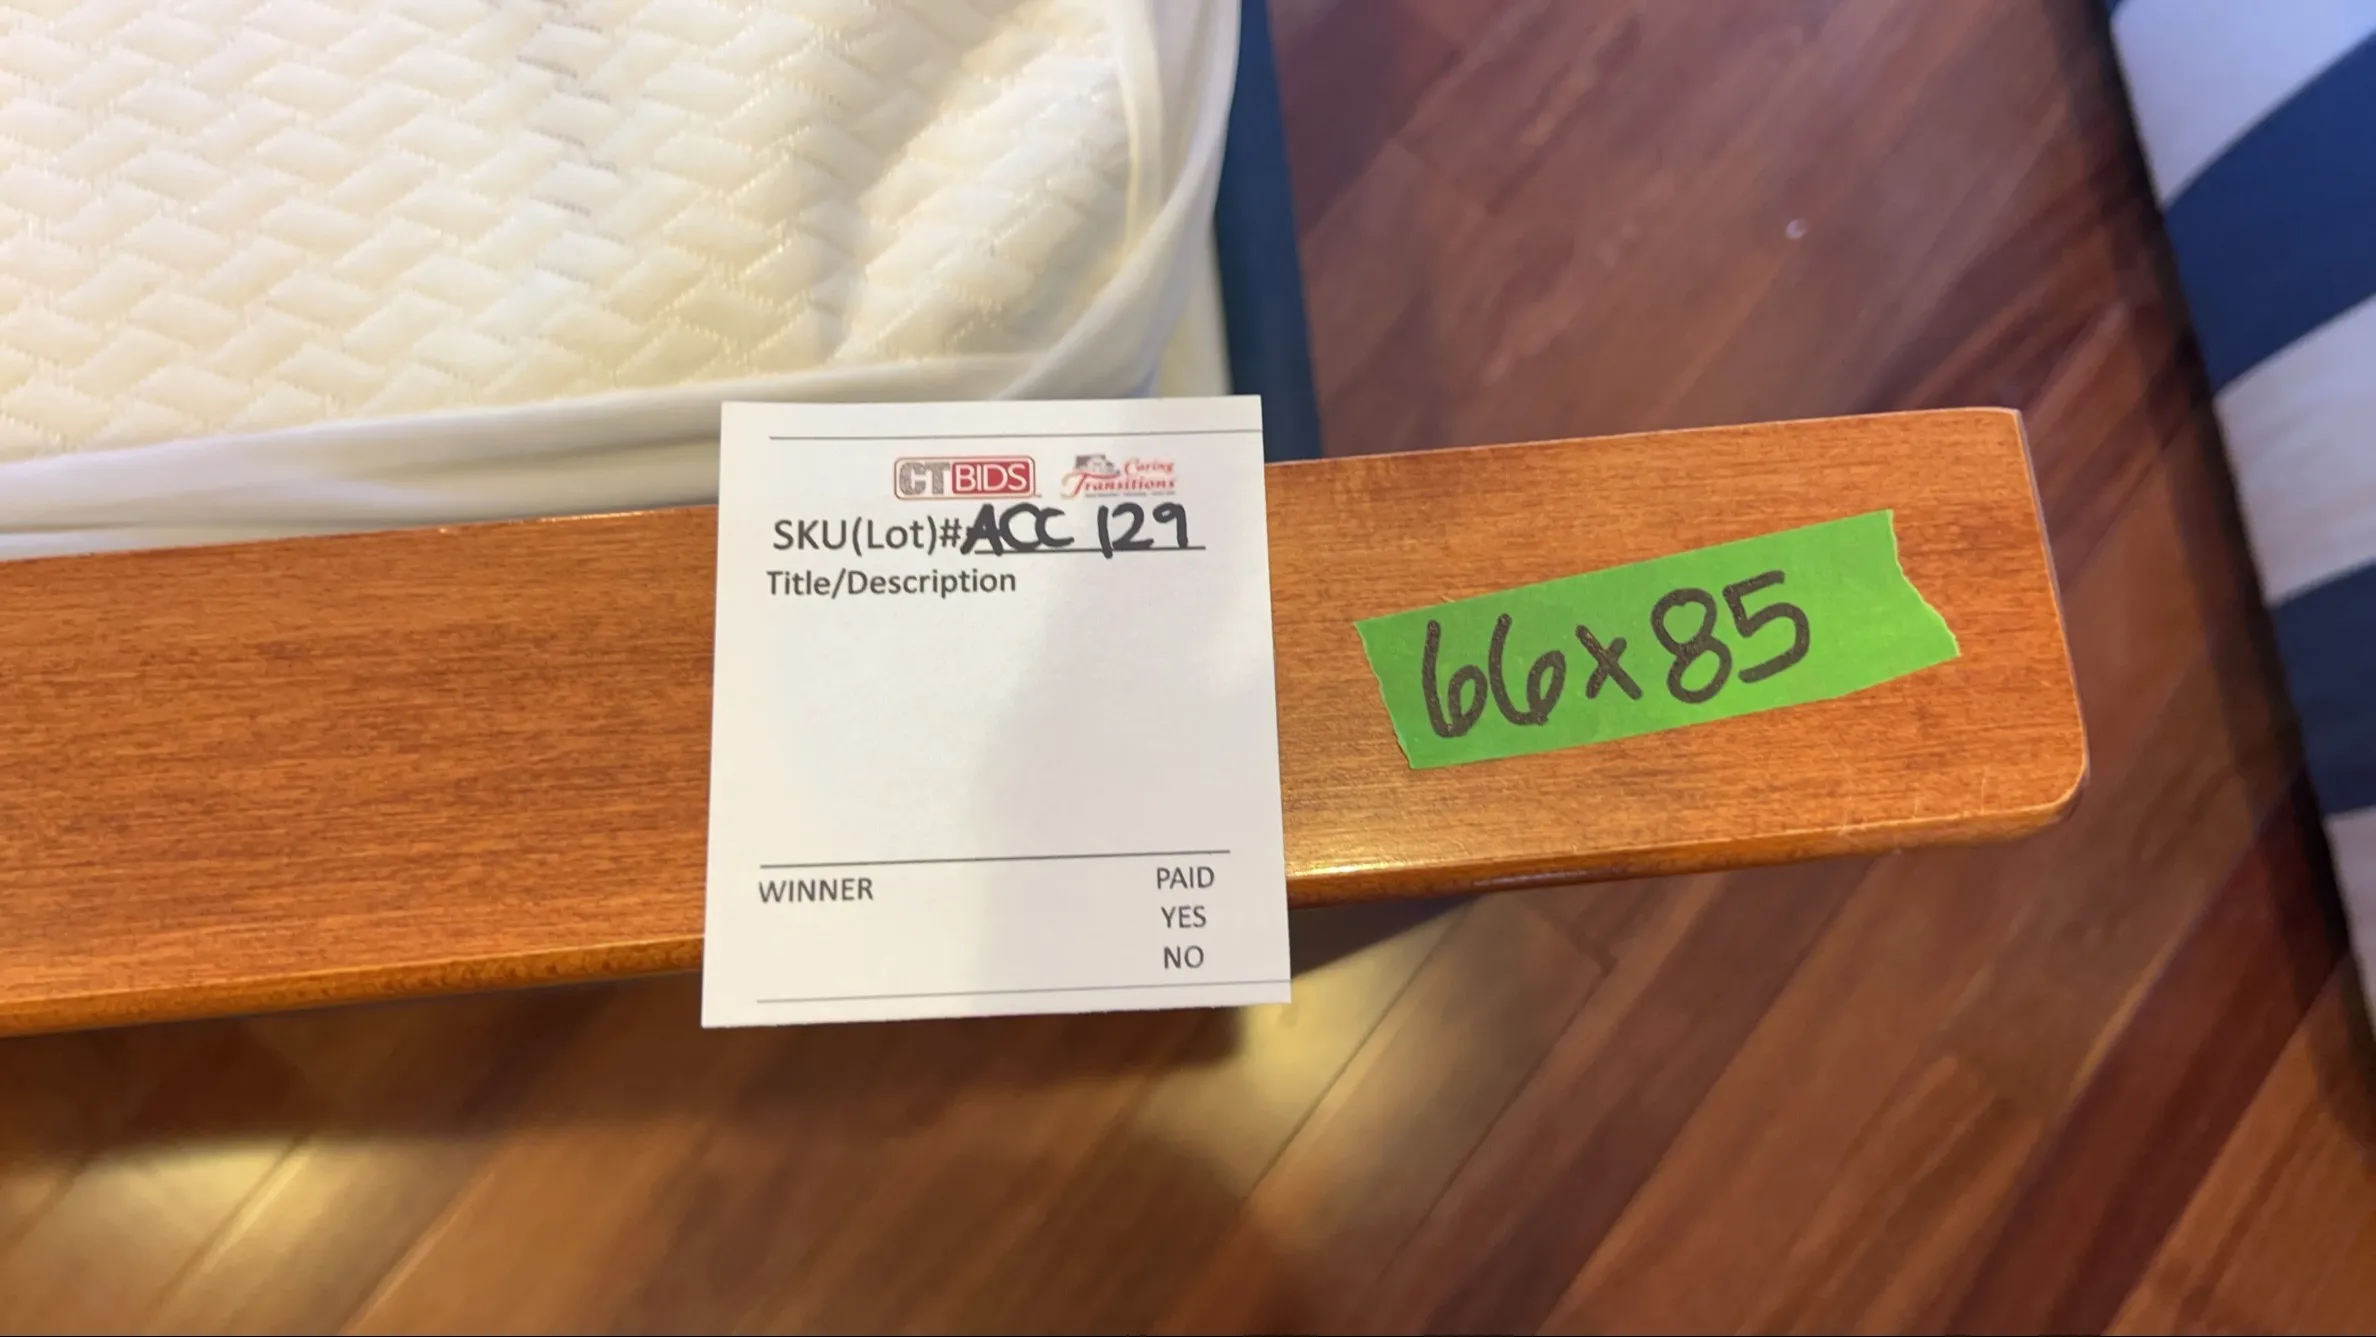 CTBIDS Caring Transitions
SKU(Lot)# ACC 129
Title/Description
66x85
WINNER PAID
YES
NO